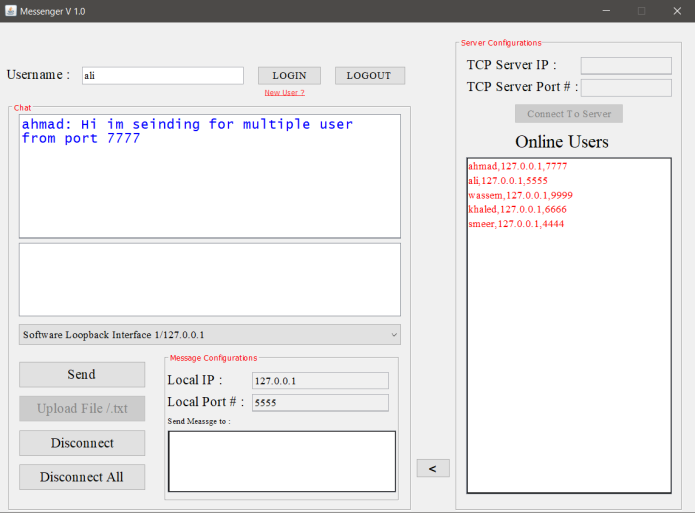 Messenger V 1.0
Username :
ali
LOGIN
LOGOUT
New User ?
Chat
ahmad: Hi im seinding for multiple user
from port 7777
Software Loopback Interface 1/127.0.0.1
Send
Upload File /.txt
Disconnect
Disconnect All
Message Configurations
Local IP :
127.0.0.1
Local Port # :
5555
Send Meassge to :
<
Server Configurations
TCP Server IP :
TCP Server Port # :
Connect To Server
Online Users
ahmad,127.0.0.1,7777
ali,127.0.0.1,5555
wassem,127.0.0.1,9999
khaled,127.0.0.1,6666
smeer,127.0.0.1,4444